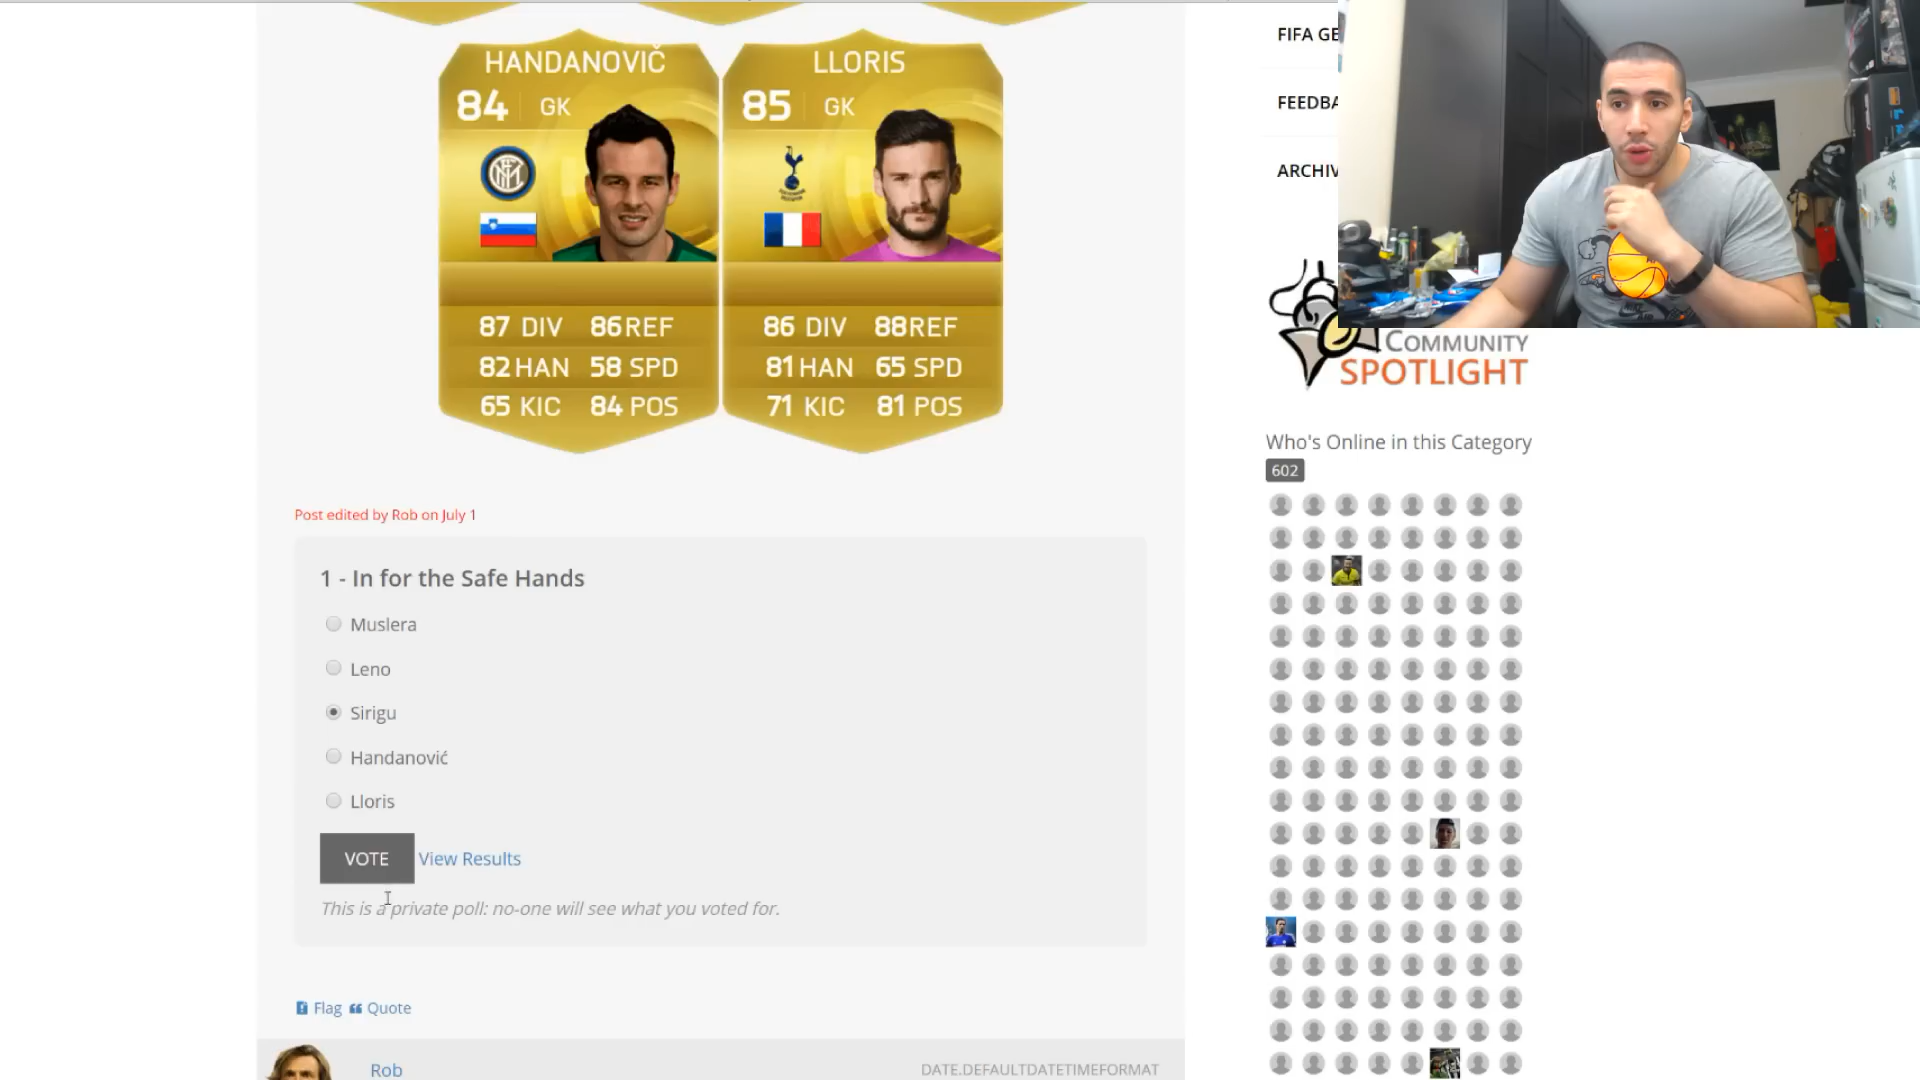 HANDANOVIČ
84 GK
87 DIV 86 REF
82 HAN 58 SPD
65 KIC 84 POS
LLORIS
85 GK
86 DIV 88 REF
81 HAN 65 SPD
71 KIC 81 POS
Post edited by Rob on July 1
1 - In for the Safe Hands
Muslera
Leno
Sirigu
Handanović
Lloris
VOTE View Results
This is a private poll: no-one will see what you voted for.
Flag Quote
Rob DATE.DEFAULTDATETIMEFORMAT
FIFA GE
FEEDBA
ARCHIV
COMMUNITY
SPOTLIGHT
Who's Online in this Category
602